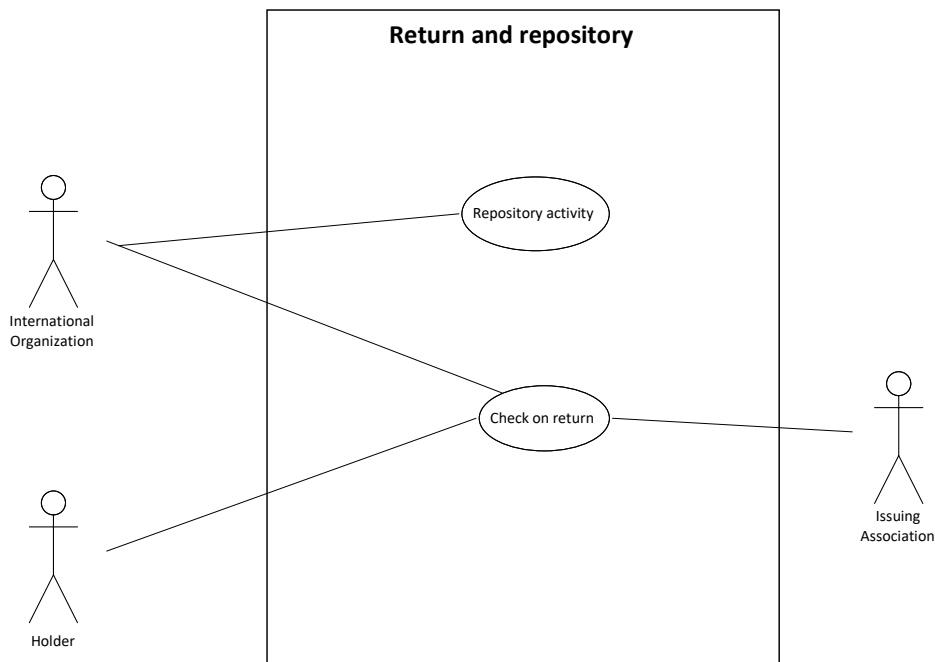 Return and repository
Repository activity
International
Organization
Check on return
Issuing
Association
Holder